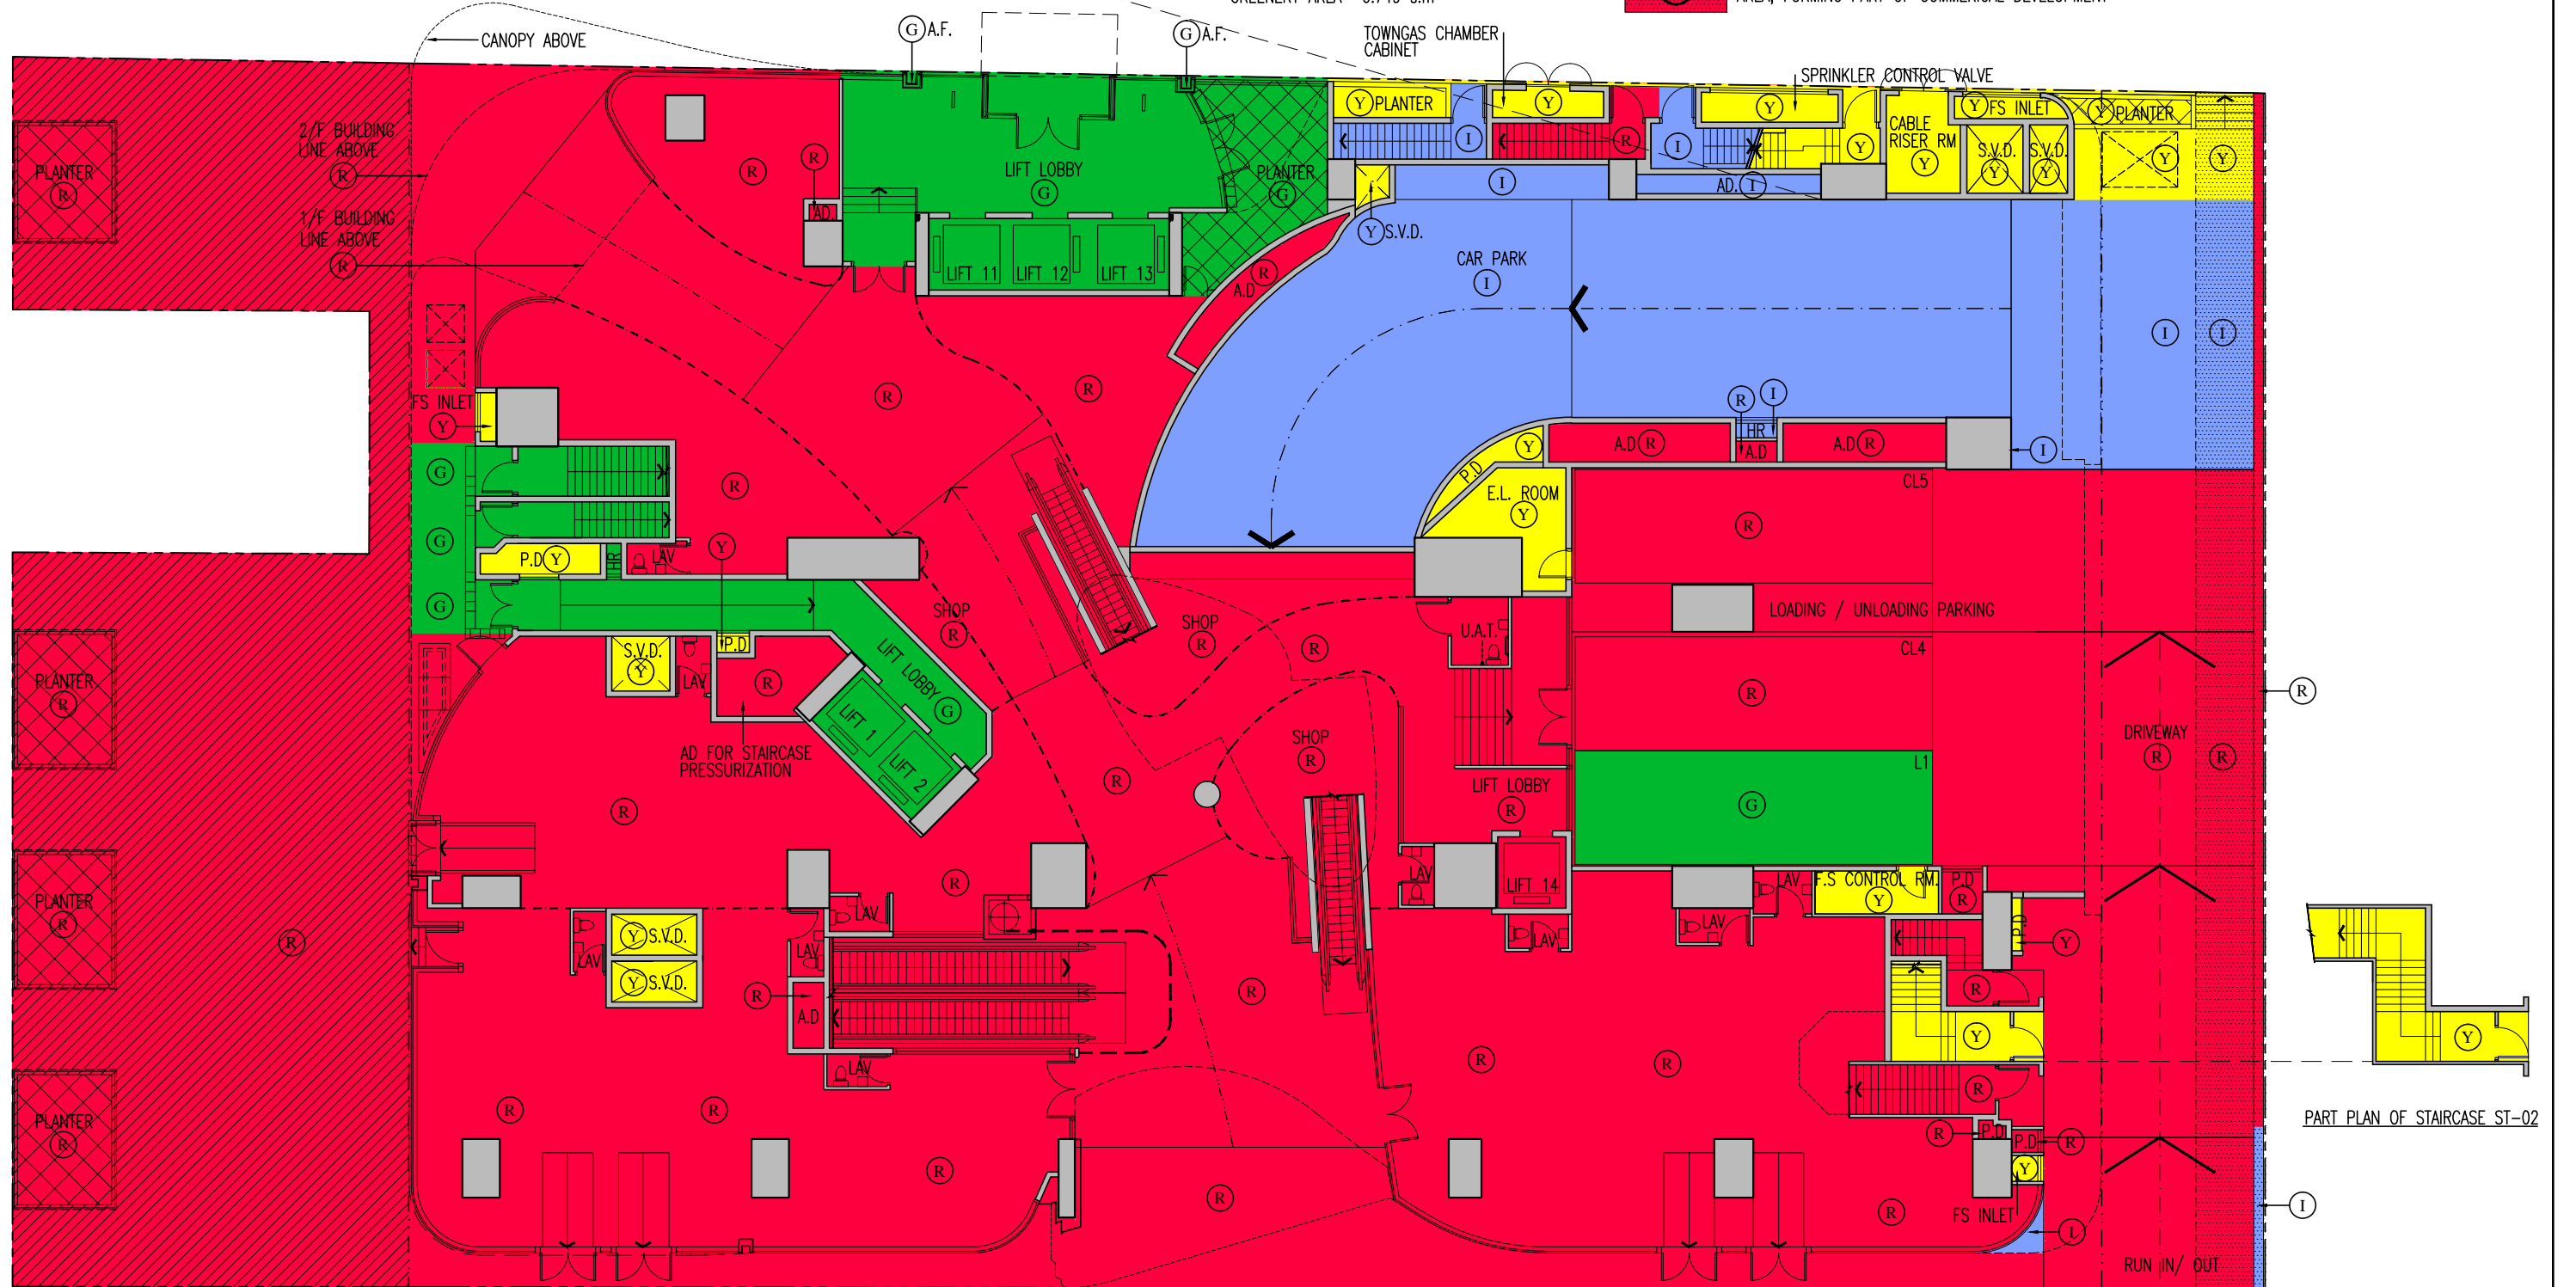 CANOPY ABOVE
G A.F.
G A.F.
TOWNGAS CHAMBER
CABINET
SPRINKLER CONTROL VALVE
2/F BUILDING
LINE ABOVE
R
1/F BUILDING
LINE ABOVE
R
PLANTER
R
R
R
AD.
LIFT LOBBY
G
PLANTER
G
LIFT 11
LIFT 12
LIFT 13
Y PLANTER
Y
Y
I
R
I
Y
CABLE
RISER RM
Y
Y FS INLET
S.V.D.
Y
S.V.D.
Y
Y PLANTER
Y
Y
I
AD. I
Y S.V.D.
R
A.D
CAR PARK
I
I
I
FS INLET
Y
R
R
R
I
A.D R
HR
A.D
A.D R
I
G
G
G
R
P.D Y
HR
LAV
Y
P.D
Y
E.L. ROOM
Y
CL5
R
LOADING / UNLOADING PARKING
CL4
R
L1
G
SHOP
R
SHOP
R
R
U.A.T.
S.V.D.
Y
LAV
P.D
R
LIFT LOBBY
G
LIFT 1
LIFT 2
AD FOR STAIRCASE
PRESSURIZATION
PLANTER
R
SHOP
R
R
R
LIFT LOBBY
R
LIFT 14
DRIVEWAY
R
R
R
PLANTER
R
R
R
LAV
LAV
LAV
LAV
LAV
LAV
LAV
F.S CONTROL RM.
Y
P.D
R
P.D
Y
Y S.V.D.
Y S.V.D.
R
A.D
R
R
Y
Y
LAV
R
R
R
R
R
R
PLANTER
R
R
P.D
P.D
R
Y
R
R
FS INLET
I
I
RUN IN/ OUT
PART PLAN OF STAIRCASE ST-02